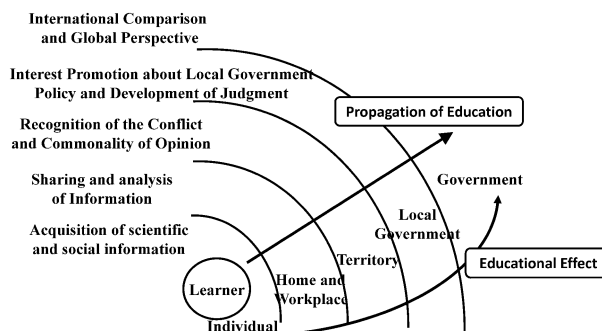 International Comparison
and Global Perspective
Interest Promotion about Local Government
Policy and Development of Judgment
Propagation of Education
Recognition of the Conflict
and Commonality of Opinion
Sharing and analysis
of Information
Government
Local
Government
Acquisition of scientific
and social information
Territory
Educational Effect
Home and
Workplace
Learner
Individual